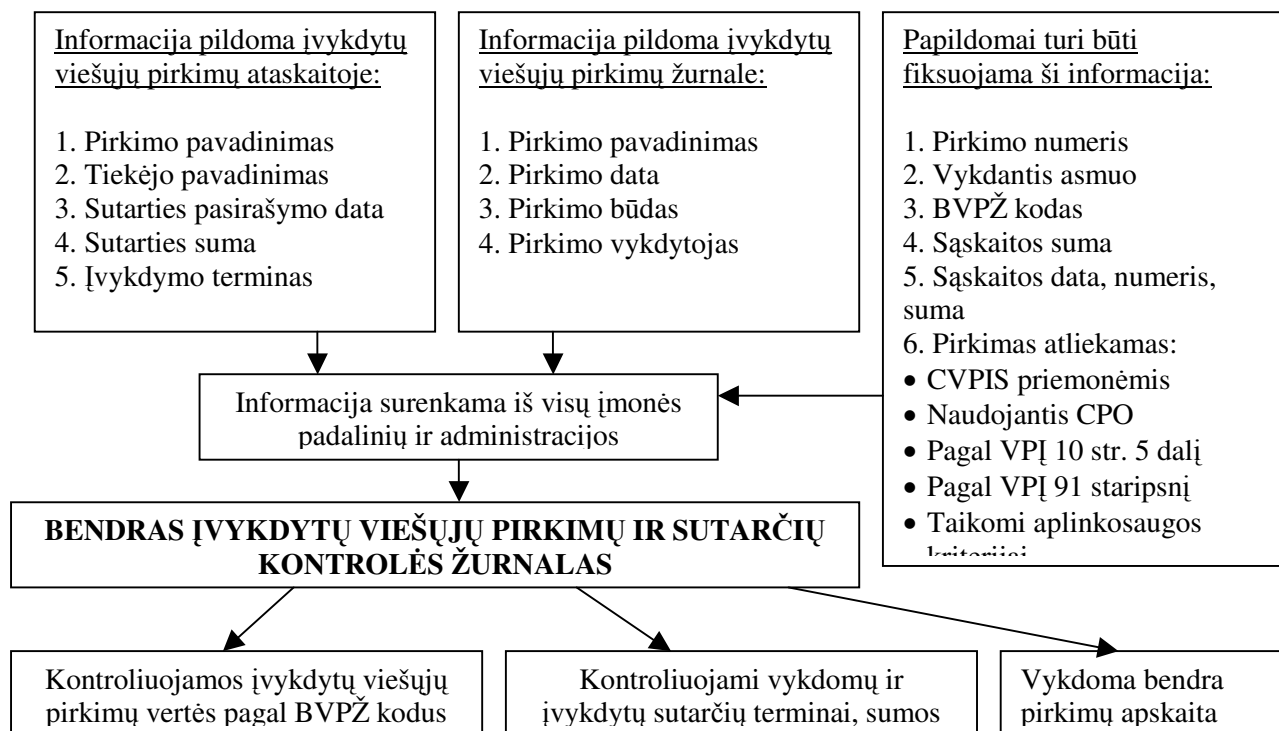 Informacija pildoma įvykdytų
viešųjų pirkimų ataskaitoje:
1. Pirkimo pavadinimas
2. Tiekėjo pavadinimas
3. Sutarties pasirašymo data
4. Sutarties suma
5. Įvykdymo terminas
Informacija pildoma įvykdytų
viešųjų pirkimų žurnale:
1. Pirkimo pavadinimas
2. Pirkimo data
3. Pirkimo būdas
4. Pirkimo vykdytojas
Papildomai turi būti
fiksuojama ši informacija:
1. Pirkimo numeris
2. Vykdantis asmuo
3. BVPŽ kodas
4. Sąskaitos suma
5. Sąskaitos data, numeris,
suma
6. Pirkimas atliekamas:
• CVPIS priemonėmis
• Naudojantis CPO
• Pagal VPĮ 10 str. 5 dalį
• Pagal VPĮ 91 staripsnį
• Taikomi aplinkosaugos
kriterijai
Informacija surenkama iš visų įmonės
padalinių ir administracijos
BENDRAS ĮVYKDYTŲ VIEŠŲJŲ PIRKIMŲ IR SUTARČIŲ
KONTROLĖS ŽURNALAS
Kontroliuojamos įvykdytų viešųjų
pirkimų vertės pagal BVPŽ kodus
Kontroliuojami vykdomų ir
įvykdytų sutarčių terminai, sumos
Vykdoma bendra
pirkimų apskaita